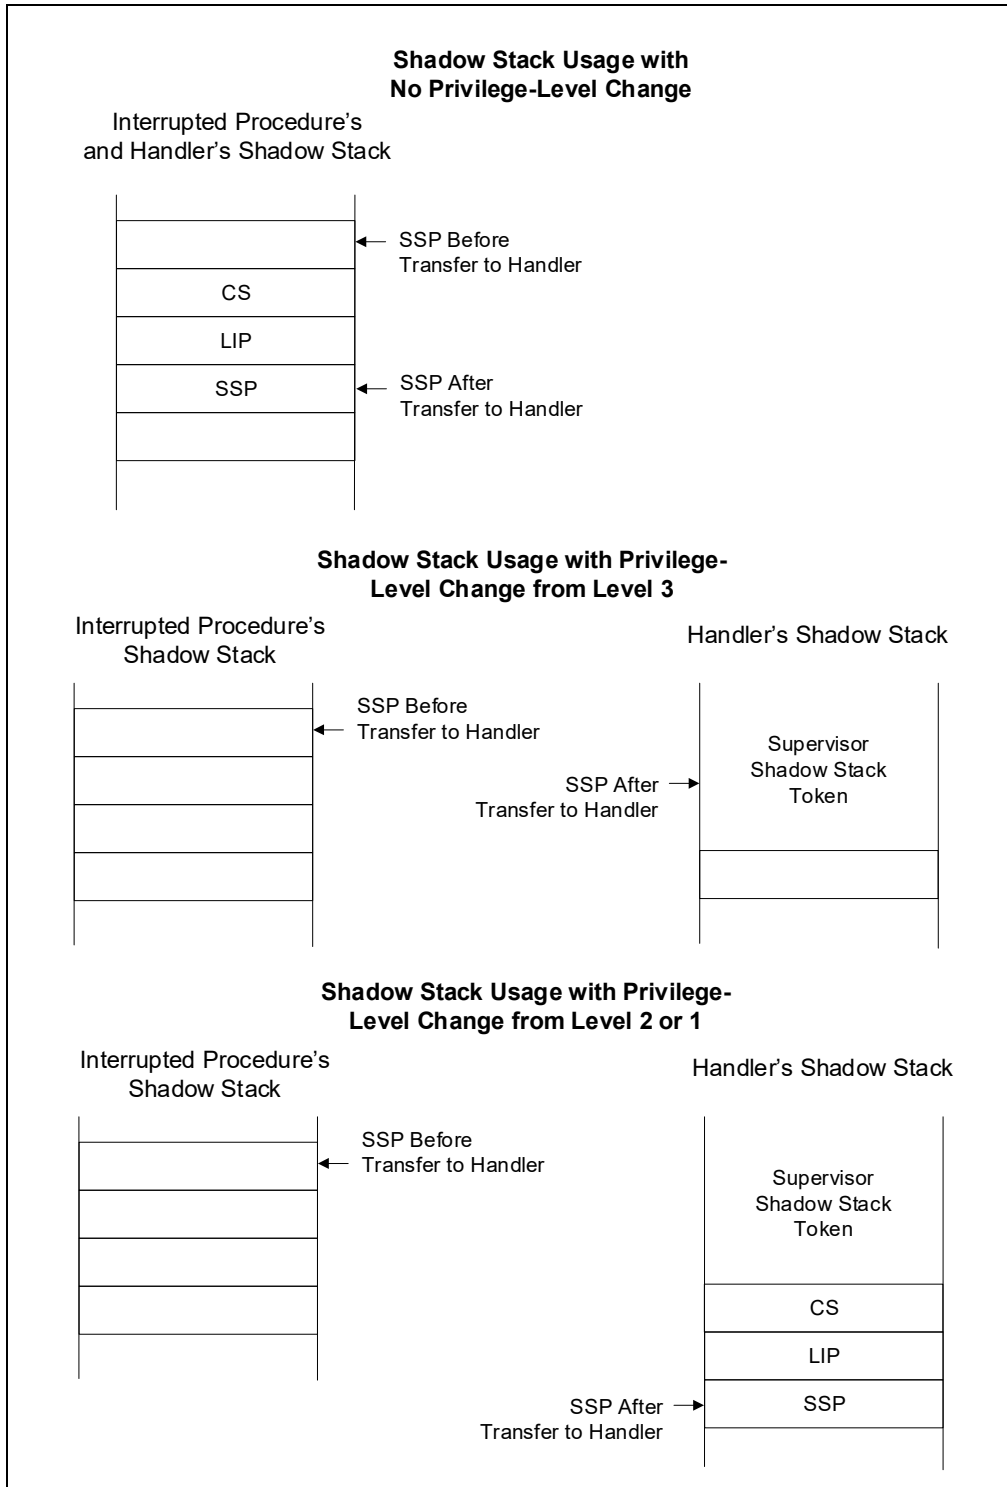 Shadow Stack Usage with
No Privilege-Level Change
Interrupted Procedure's
and Handler's Shadow Stack
SSP Before
Transfer to Handler
CS
LIP
SSP
SSP After
Transfer to Handler
Shadow Stack Usage with Privilege-
Level Change from Level 3
Interrupted Procedure's
Shadow Stack
Handler's Shadow Stack
SSP Before
Transfer to Handler
Supervisor
Shadow Stack
Token
SSP After
Transfer to Handler
Shadow Stack Usage with Privilege-
Level Change from Level 2 or 1
Interrupted Procedure's
Shadow Stack
Handler's Shadow Stack
SSP Before
Transfer to Handler
Supervisor
Shadow Stack
Token
CS
LIP
SSP
SSP After
Transfer to Handler